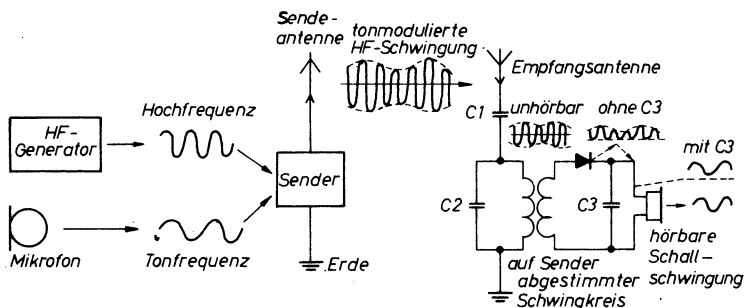 Sende-
antenne
tonmodulierte
HF-Schwingung
Empfangsantenne
Hochfrequenz
HF-
Generator
C1
unhörbar
ohne C3
mit C3
Sender
C2
C3
Mikrofon
Tonfrequenz
Erde
auf Sender
abgestimmter
Schwingkreis
hörbare
Schall-
schwingung